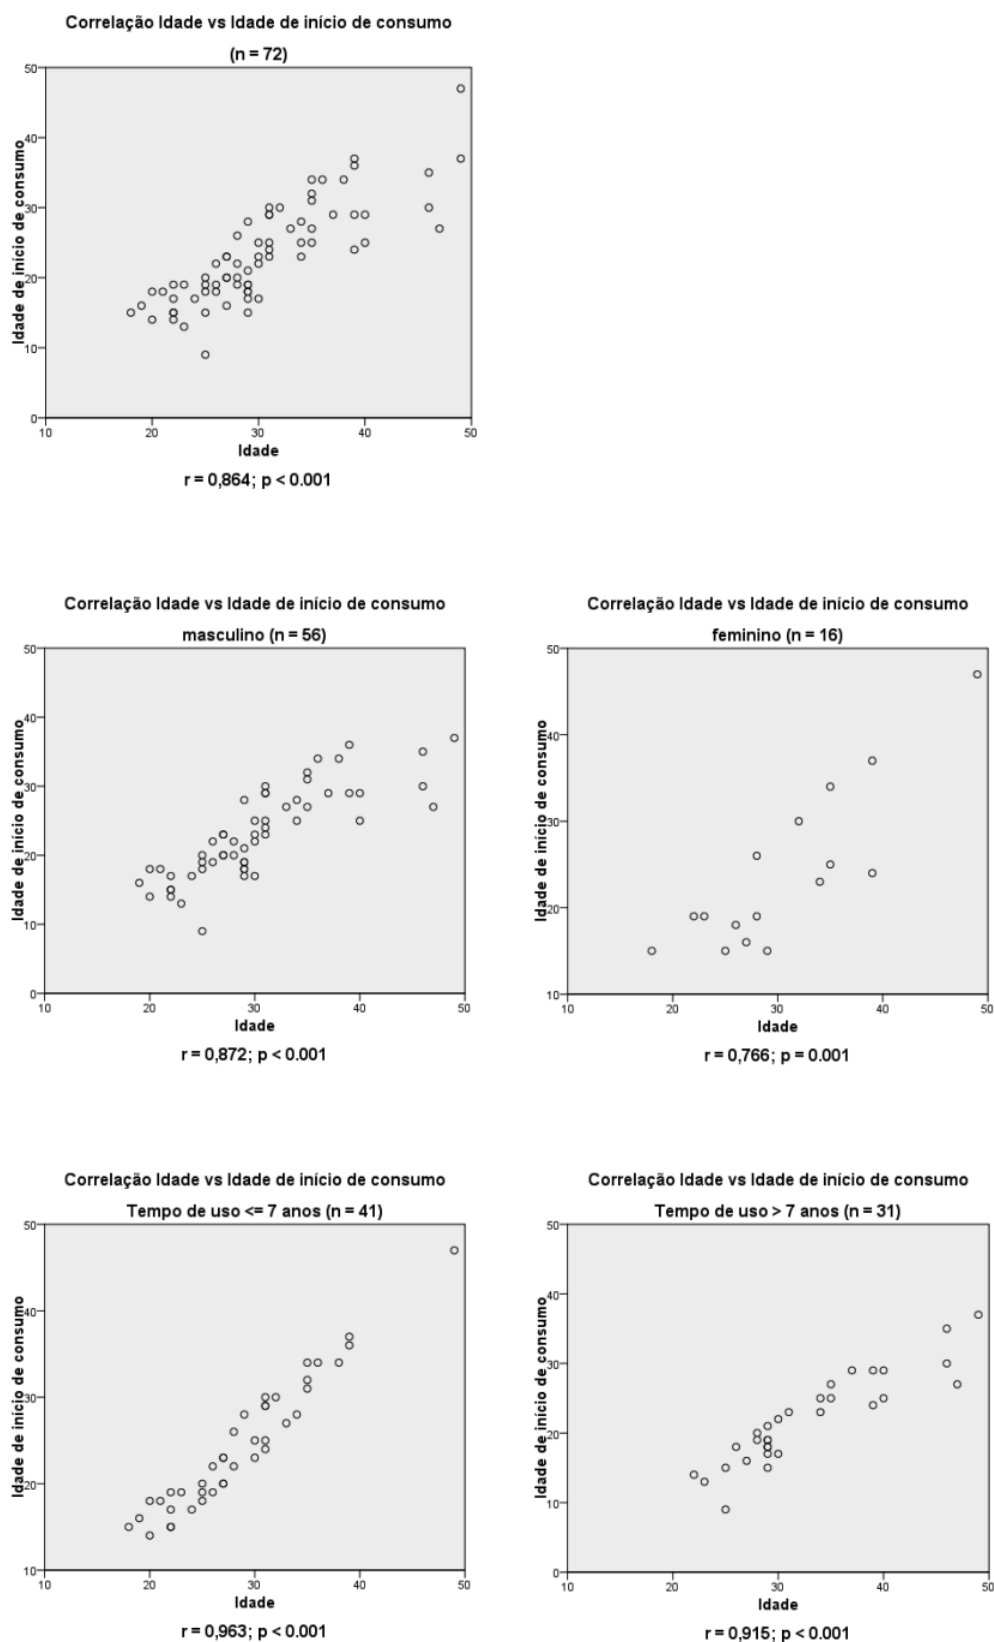 Correlação Idade vs Idade de início de consumo
(n = 72)
Idade de início de consumo
50
40
30
20
10
0
10 20 30 40 50
Idade
r = 0,864; p < 0.001
Correlação Idade vs Idade de início de consumo
masculino (n = 56)
Idade de início de consumo
50
40
30
20
10
0
10 20 30 40 50
Idade
r = 0,872; p < 0.001
Correlação Idade vs Idade de início de consumo
feminino (n = 16)
Idade de início de consumo
50
40
30
20
10
10 20 30 40 50
Idade
r = 0,766; p = 0.001
Correlação Idade vs Idade de início de consumo
Tempo de uso <= 7 anos (n = 41)
Idade de início de consumo
50
40
30
20
10
10 20 30 40 50
Idade
r = 0,963; p < 0.001
Correlação Idade vs Idade de início de consumo
Tempo de uso > 7 anos (n = 31)
Idade de início de consumo
50
40
30
20
10
0
10 20 30 40 50
Idade
r = 0,915; p < 0.001